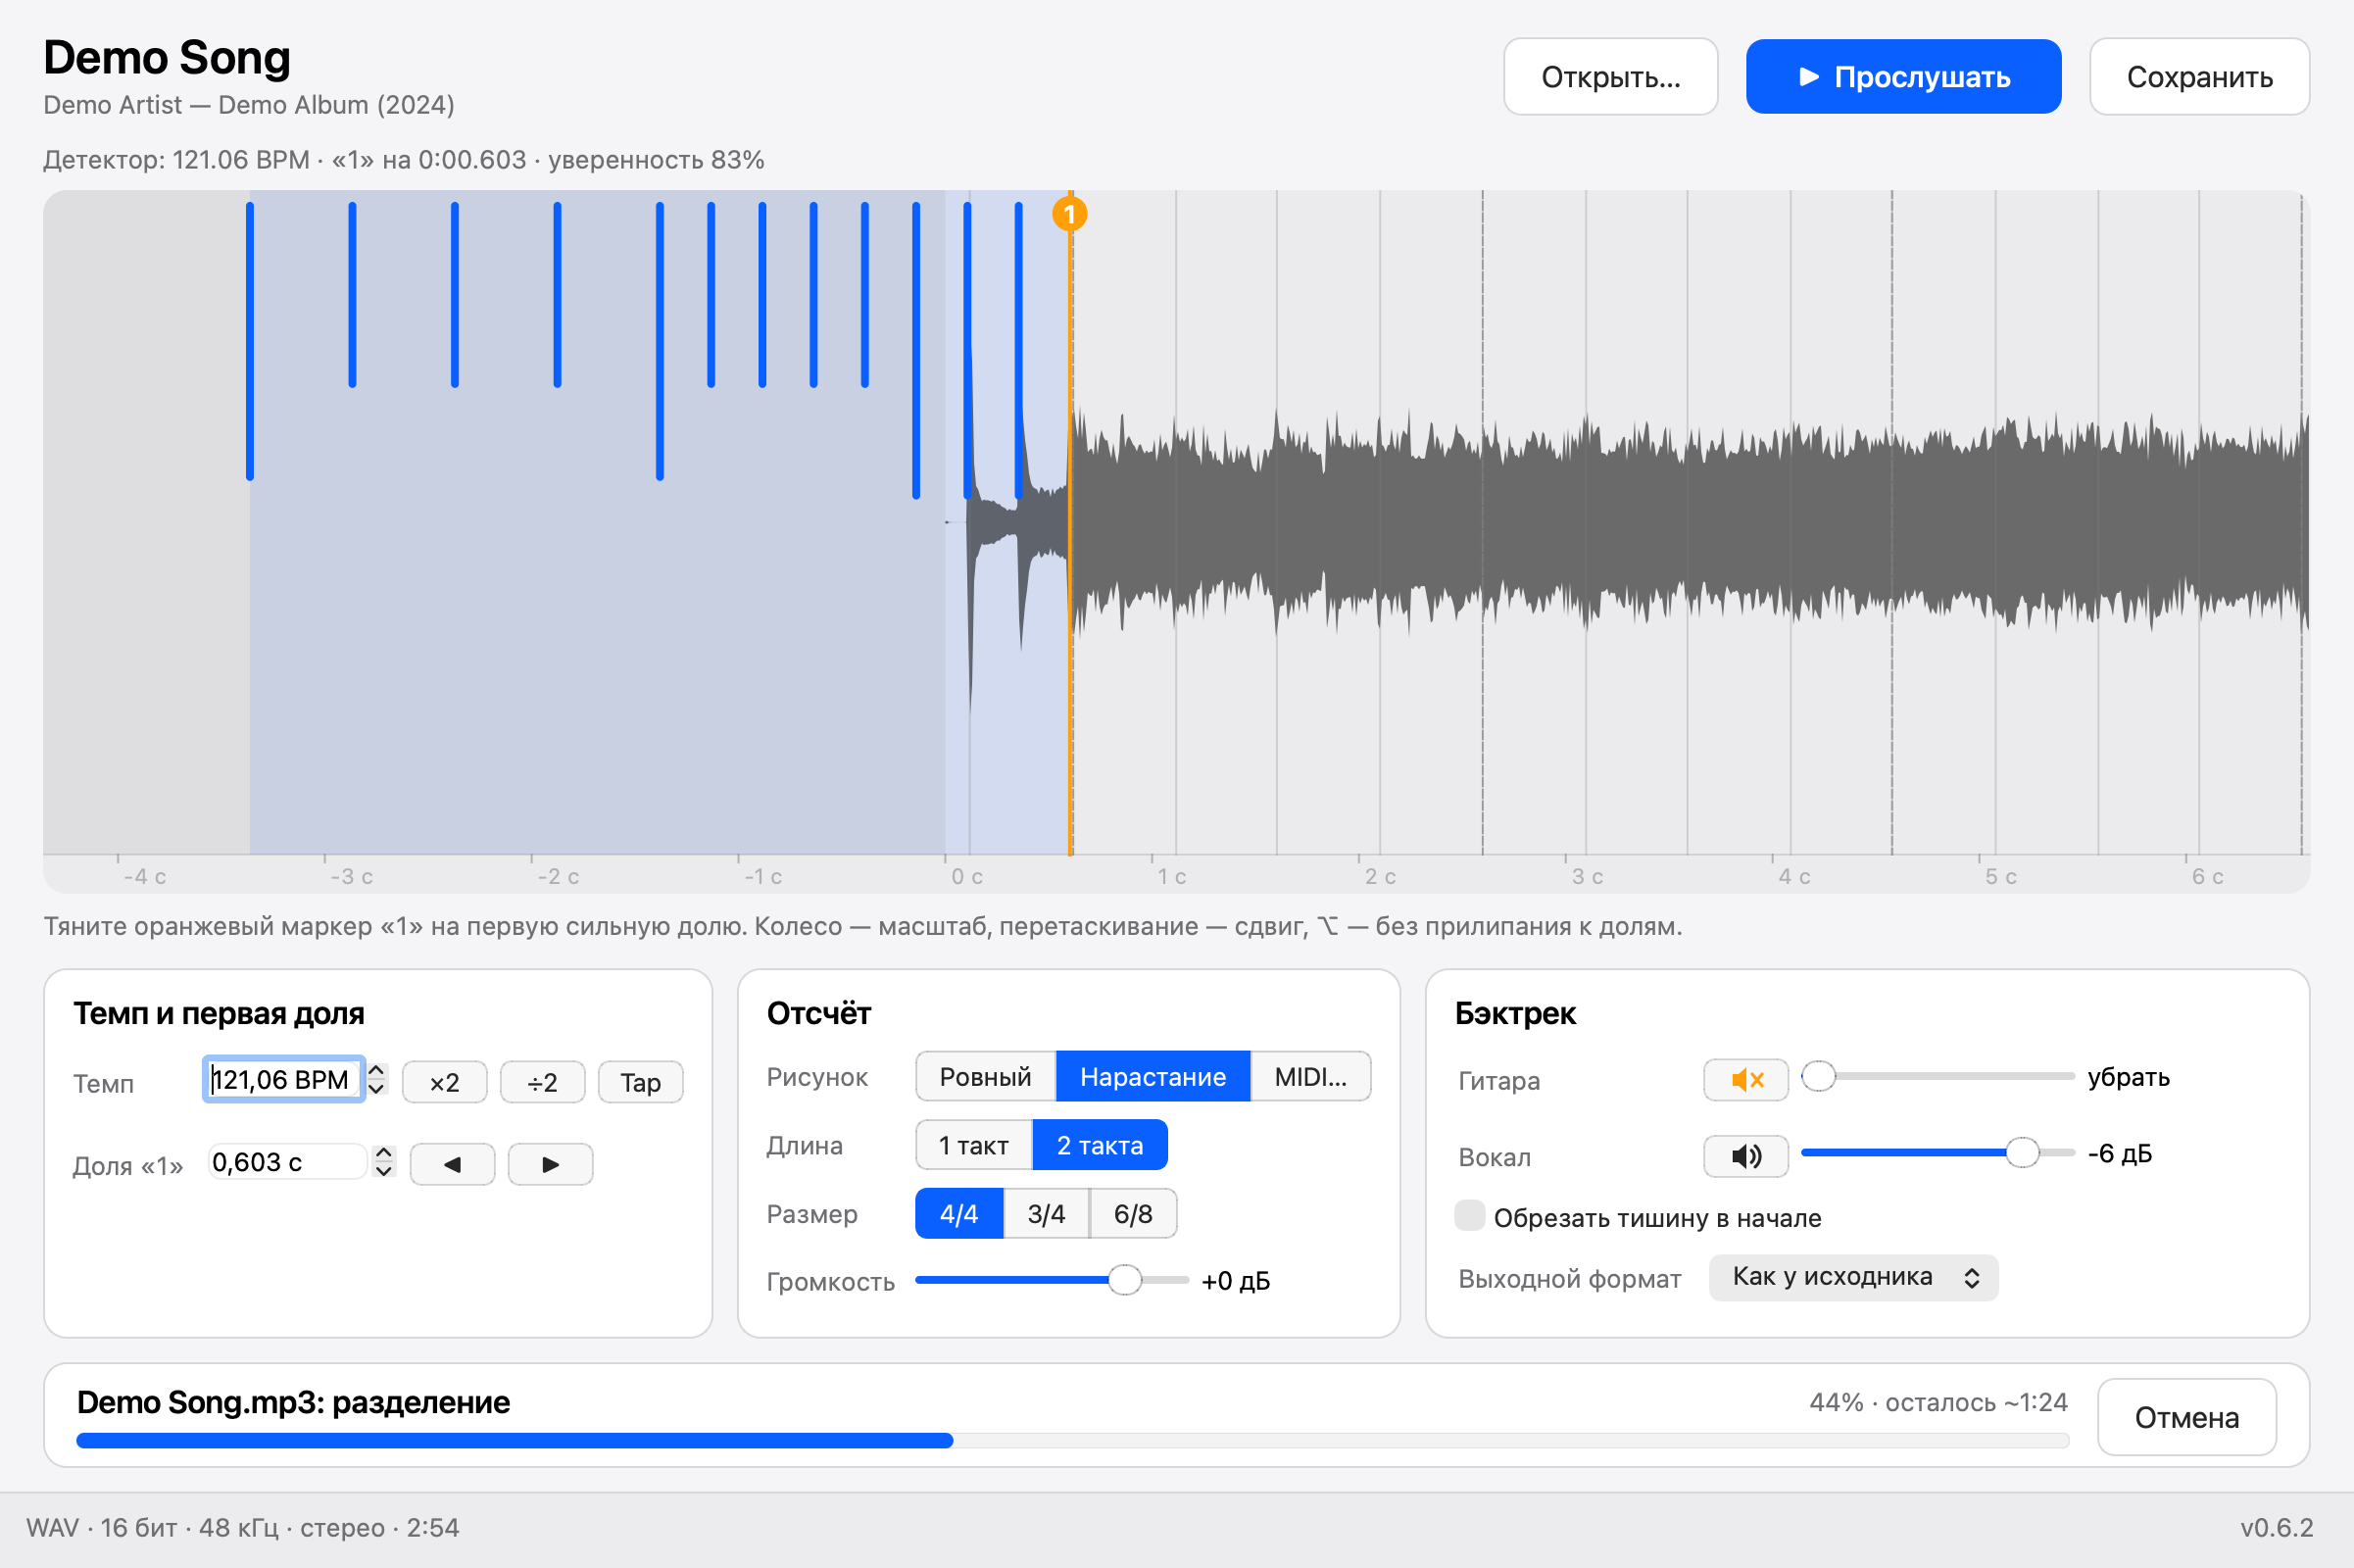 Demo Song
Demo Artist — Demo Album (2024)
Открыть...
Прослушать
Сохранить
Детектор: 121.06 BPM · «1» на 0:00.603 · уверенность 83%
1
-4 с
-3 с
-2 с
-1 с
0 с
1 с
2 с
3 с
4 с
5 с
6 с
Тяните оранжевый маркер «1» на первую сильную долю. Колесо — масштаб, перетаскивание — сдвиг, ⌥ — без прилипания к долям.
Темп и первая доля
Темп
121,06 BPM
×2
÷2
Tap
Доля «1»
0,603 с
Отсчёт
Рисунок
Ровный
Нарастание
MIDI...
Длина
1 такт
2 такта
Размер
4/4
3/4
6/8
Громкость
+0 дБ
Бэктрек
Гитара
убрать
Вокал
-6 дБ
Обрезать тишину в начале
Выходной формат
Как у исходника
Demo Song.mp3: разделение
44% · осталось ~1:24
Отмена
WAV · 16 бит · 48 кГц · стерео · 2:54
v0.6.2